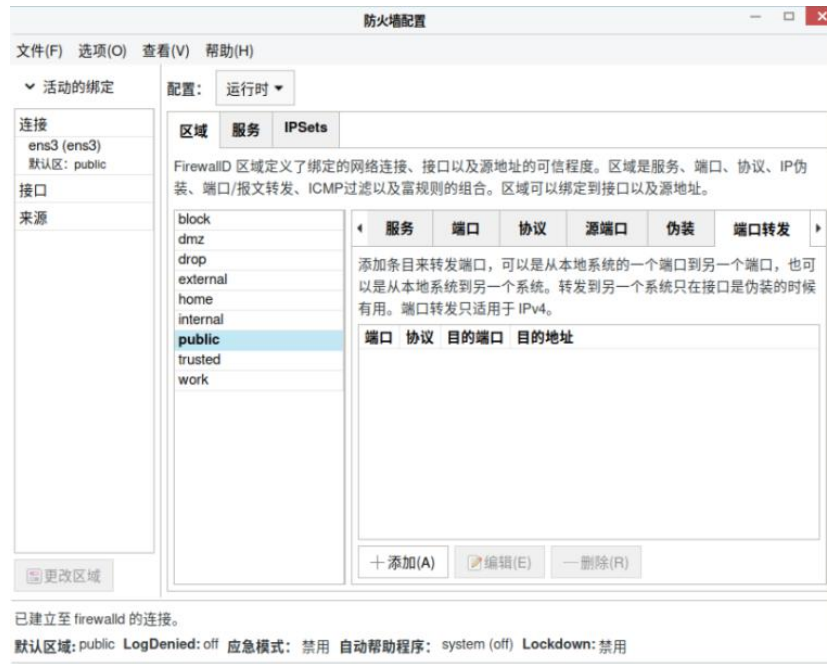 防火墙配置
文件(F) 选项(O) 查看(V) 帮助(H)
活动的绑定
连接
ens3 (ens3)
默认区：public
接口
来源
更改区域
配置： 运行时
区域 服务 IPSets
FirewallD 区域定义了绑定的网络连接、接口以及源地址的可信程度。区域是服务、端口、协议、IP伪
装、端口/报文转发、ICMP过滤以及富规则的组合。区域可以绑定到接口以及源地址。
block
dmz
drop
external
home
internal
public
trusted
work
服务 端口 协议 源端口 伪装 端口转发
添加条目来转发端口，可以是从本地系统的一个端口到另一个端口，也可
以是从本地系统到另一个系统。转发到另一个系统只在接口是伪装的时候
有用。端口转发只适用于 IPv4。
端口 协议 目的端口 目的地址
添加(A) 编辑(E) 删除(R)
已建立至 firewalld 的连接。
默认区域: public LogDenied: off 应急模式： 禁用 自动帮助程序： system (off) Lockdown: 禁用